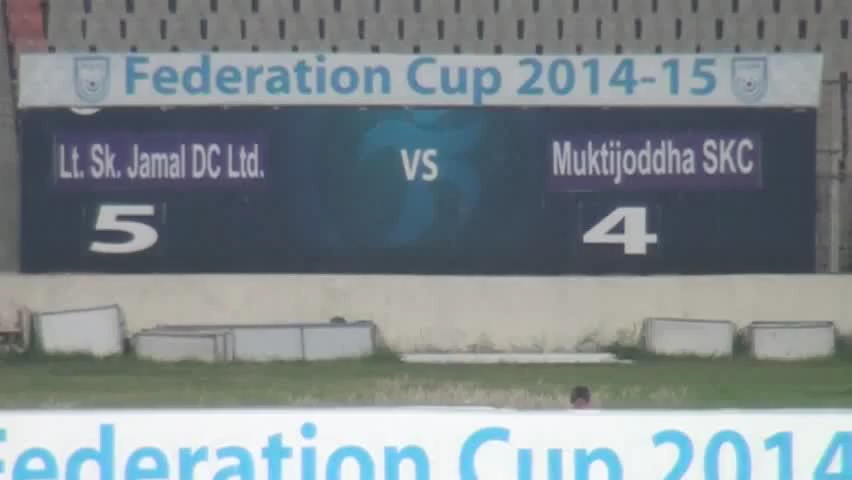 Federation Cup 2014-15
Lt. Sk. Jamal DC Ltd. VS Muktijoddha SKC
5 4
Federation Cup 2014